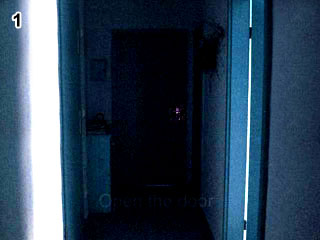 1
Open the door